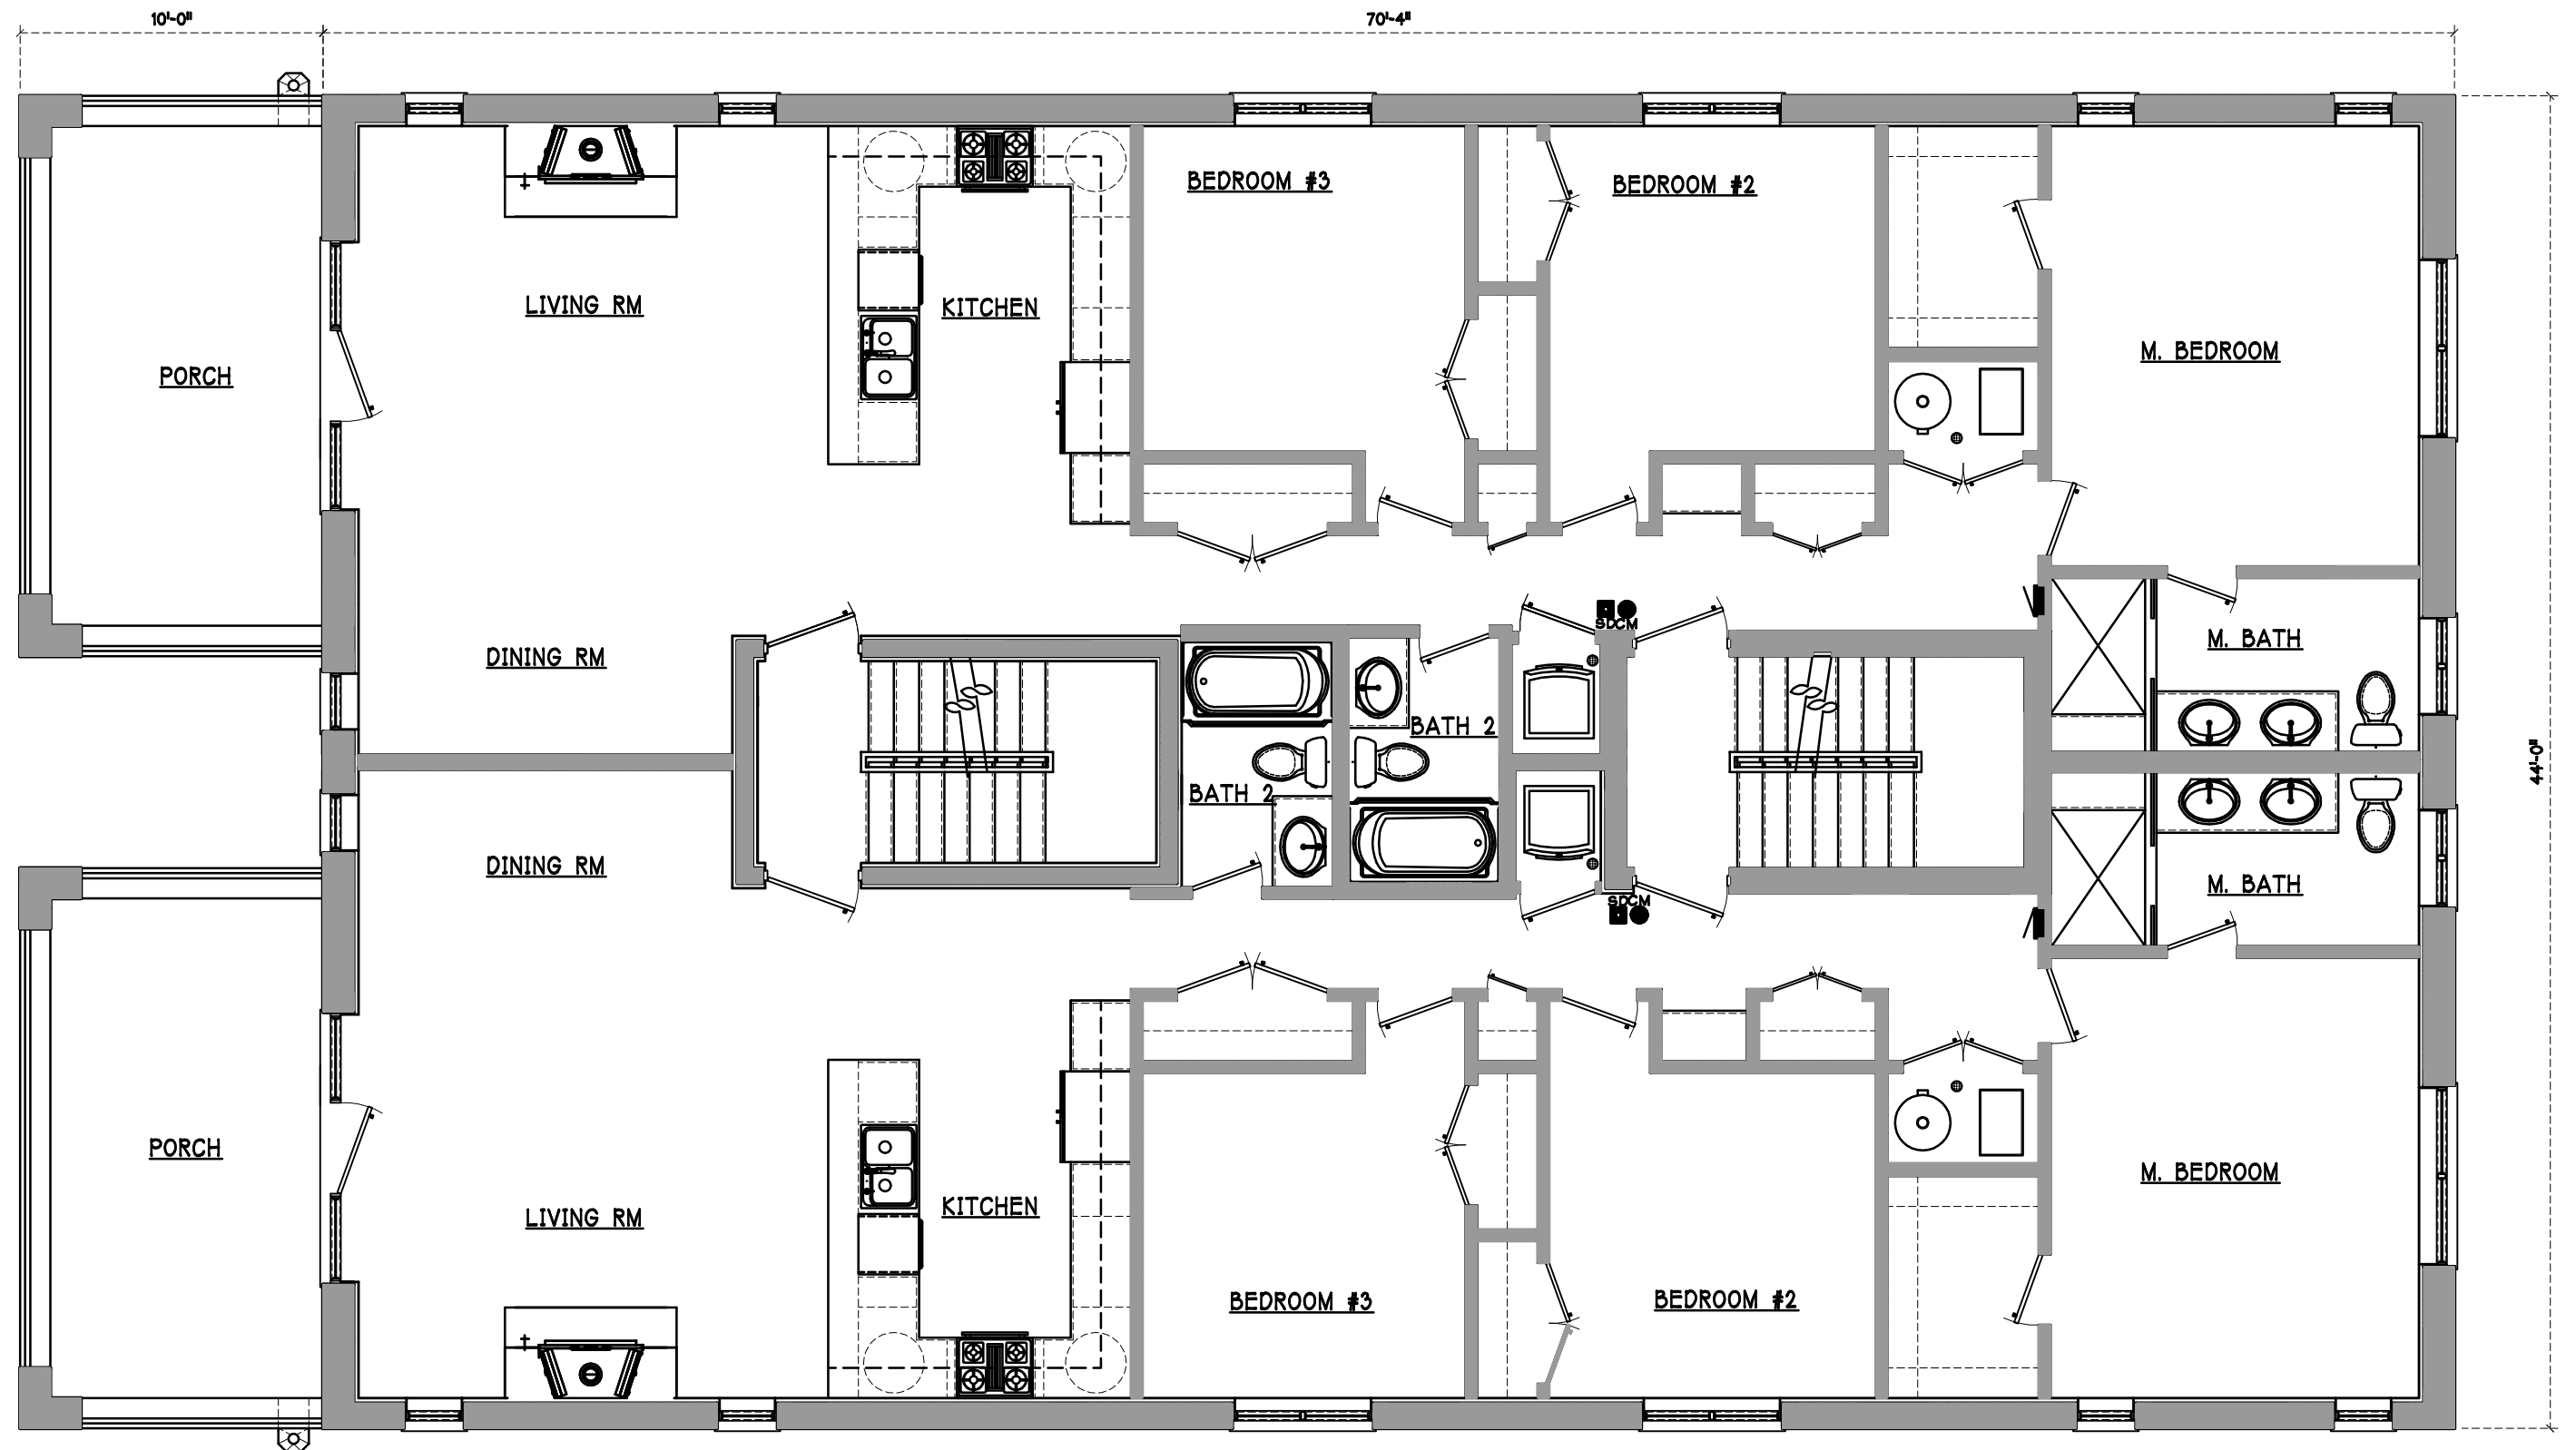 10'-0"
70'-4"
BEDROOM #3
BEDROOM #2
LIVING RM
KITCHEN
M. BEDROOM
PORCH
SDCM
M. BATH
DINING RM
BATH 2
44'-0"
BATH 2
DINING RM
M. BATH
SDCM
PORCH
M. BEDROOM
KITCHEN
LIVING RM
BEDROOM #3
BEDROOM #2